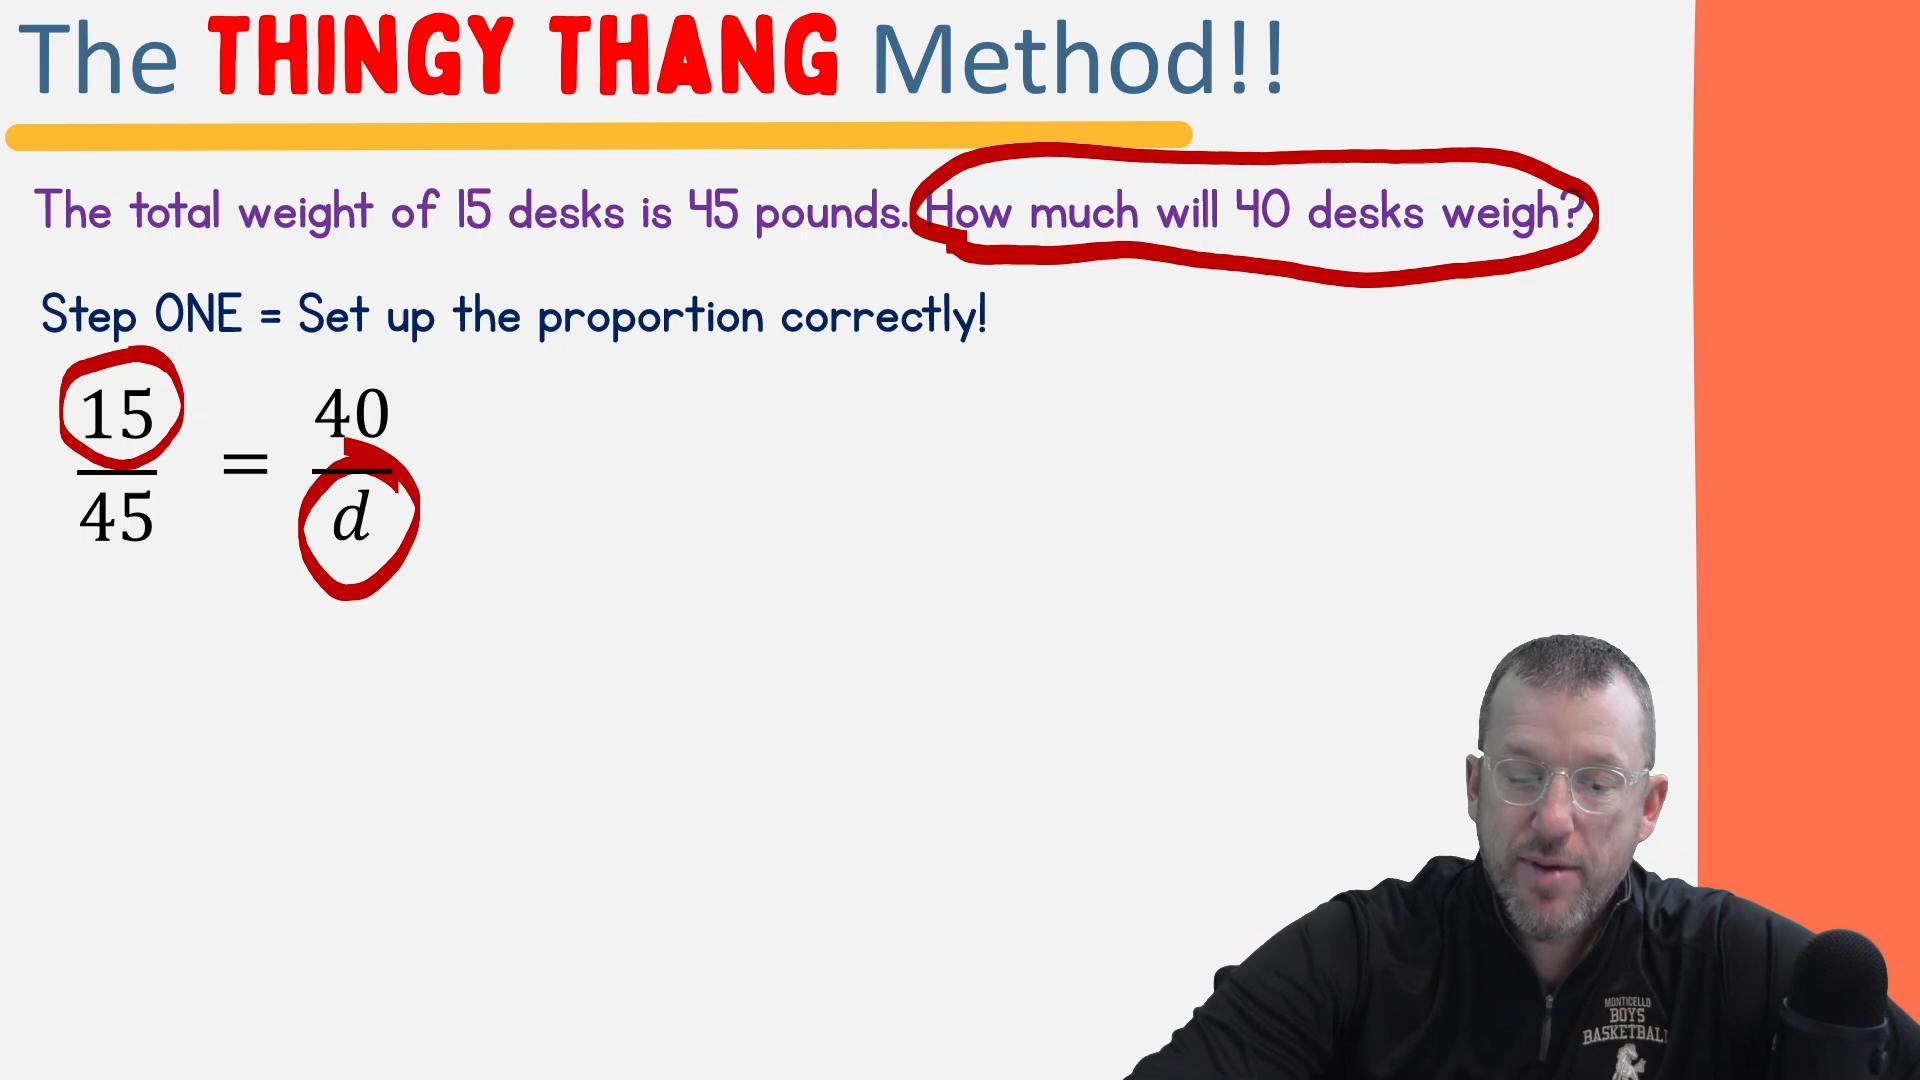 The THINGY THANG Method!!
The total weight of 15 desks is 45 pounds. How much will 40 desks weigh?
Step ONE = Set up the proportion correctly!
15
45
=
40
d
MONTICELLO
BOYS
BASKETBALL